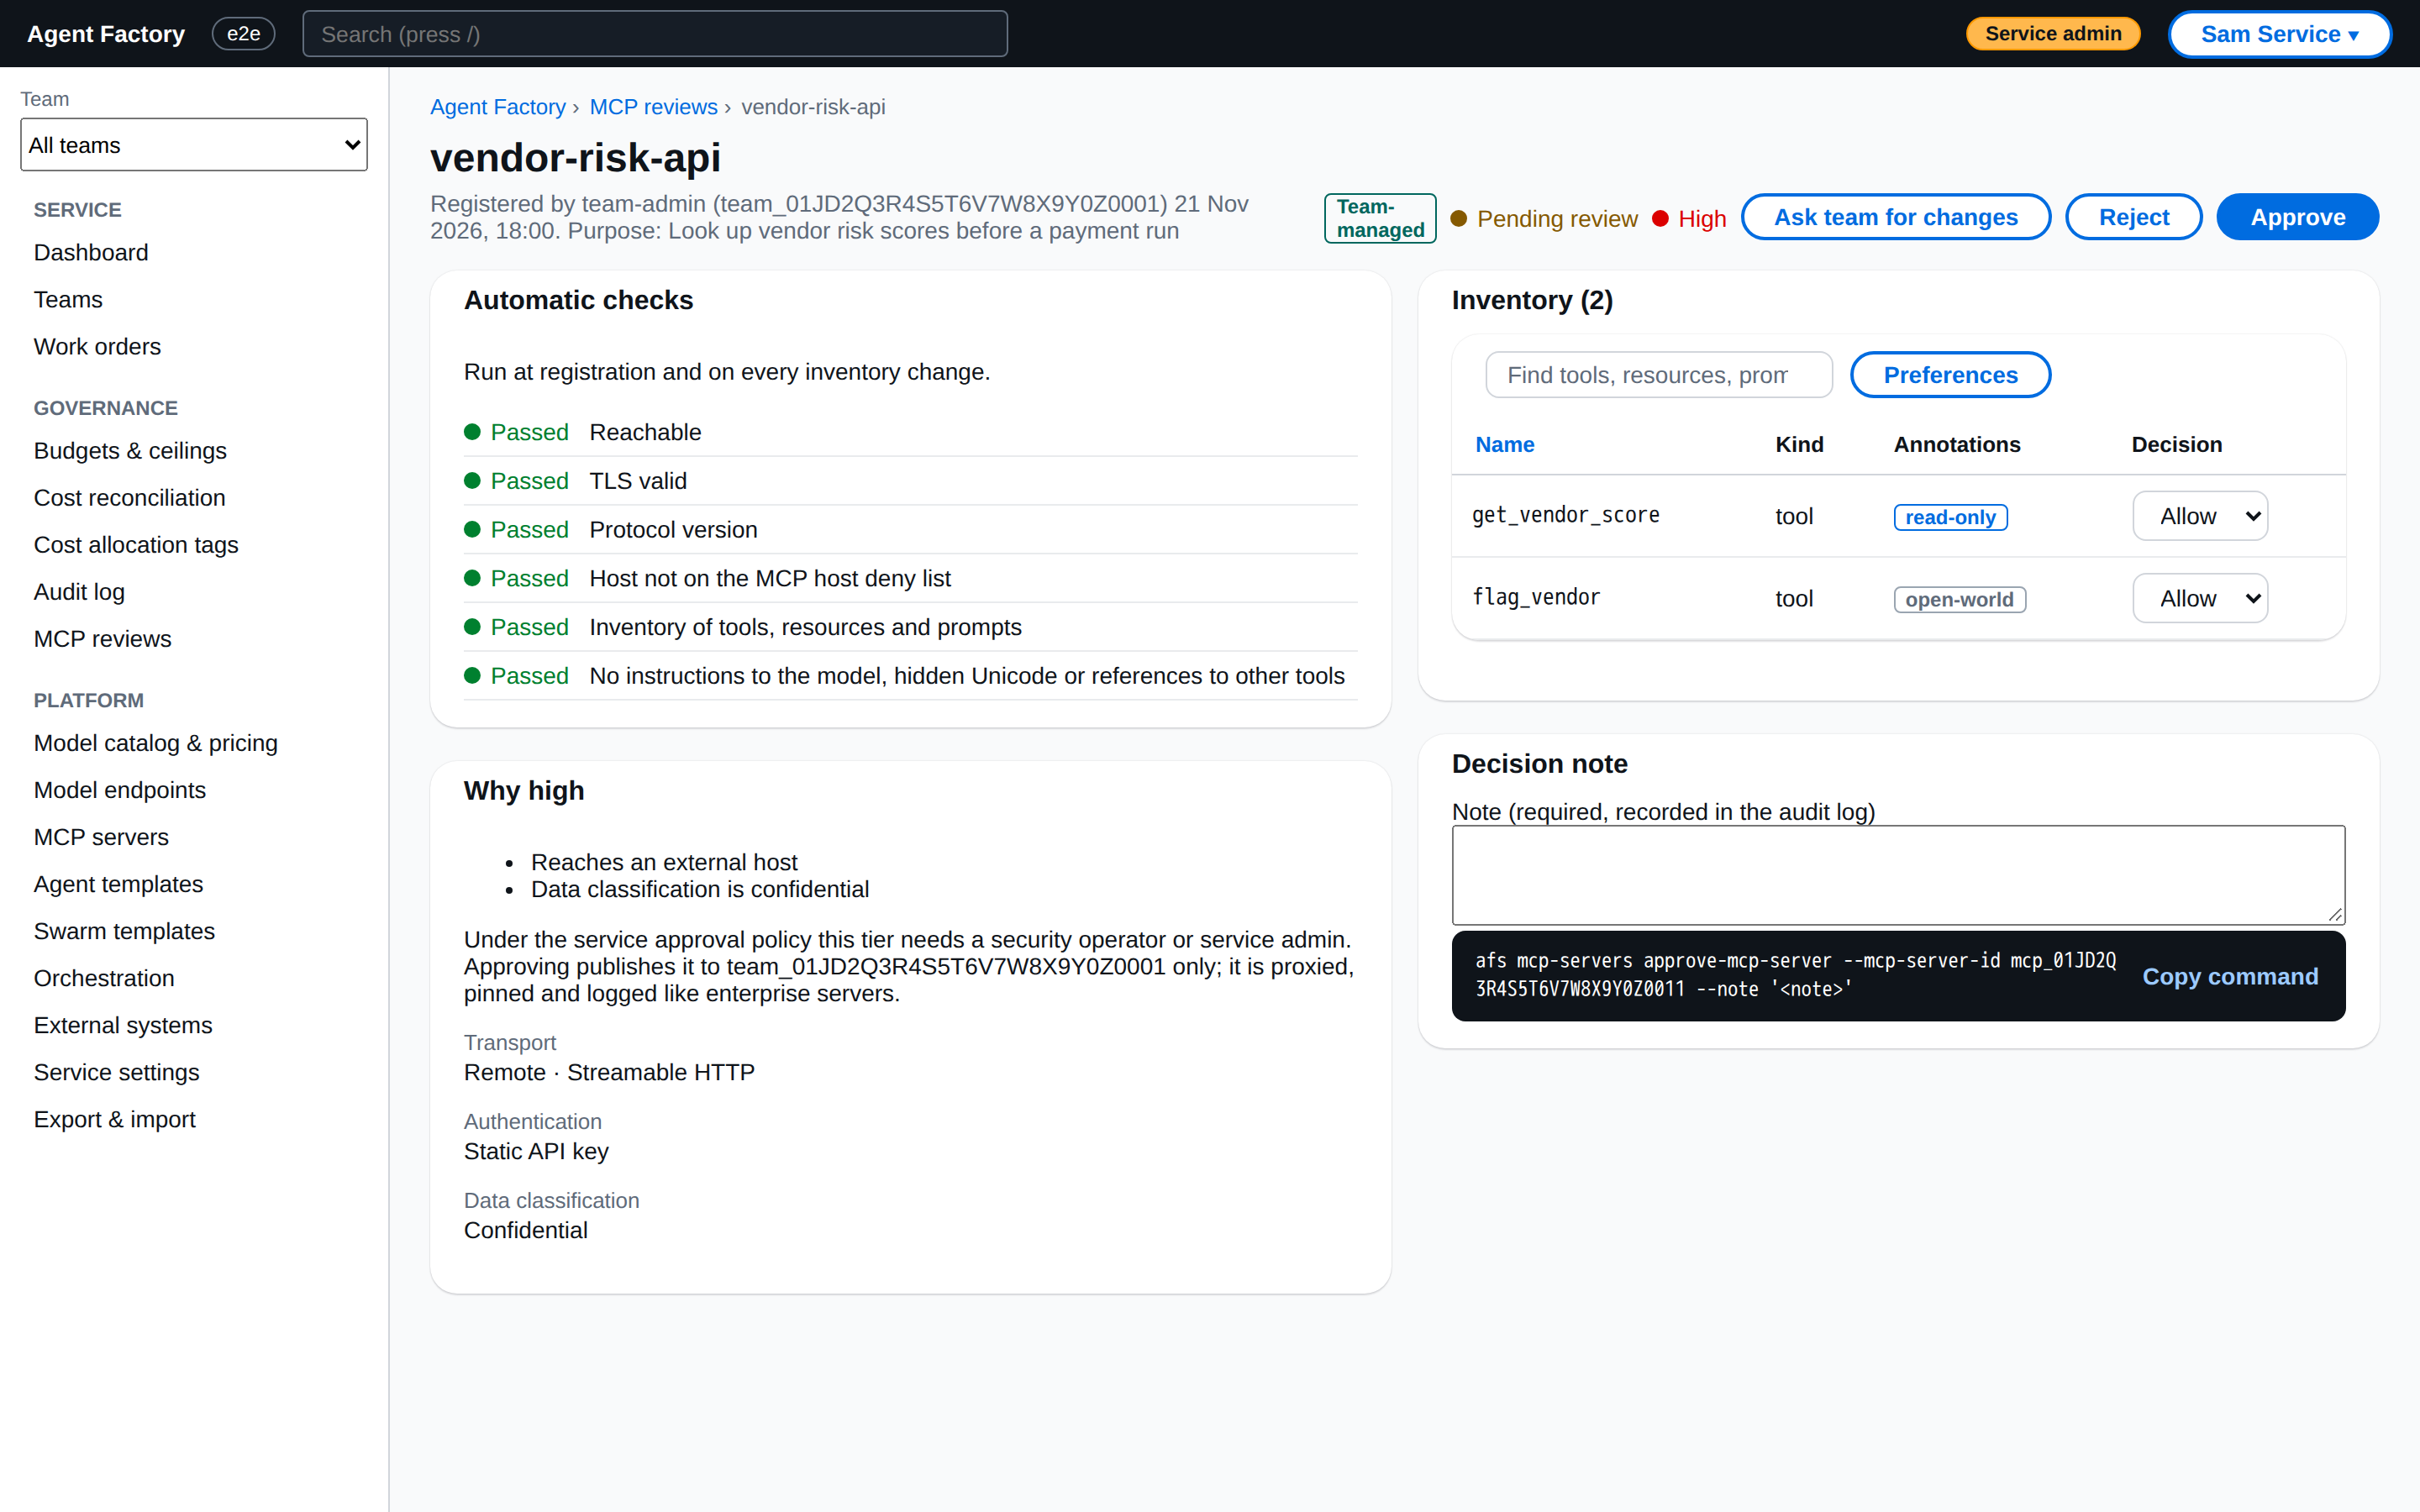 Agent Factory
e2e
Search (press /)
Service admin
Sam Service ▾
Team
All teams
SERVICE
Dashboard
Teams
Work orders
GOVERNANCE
Budgets & ceilings
Cost reconciliation
Cost allocation tags
Audit log
MCP reviews
PLATFORM
Model catalog & pricing
Model endpoints
MCP servers
Agent templates
Swarm templates
Orchestration
External systems
Service settings
Export & import
Agent Factory › MCP reviews › vendor-risk-api
vendor-risk-api
Registered by team-admin (team_01JD2Q3R4S5T6V7W8X9Y0Z0001) 21 Nov
2026, 18:00. Purpose: Look up vendor risk scores before a payment run
Team-
managed
Pending review
High
Ask team for changes
Reject
Approve
Automatic checks
Run at registration and on every inventory change.
Passed Reachable
Passed TLS valid
Passed Protocol version
Passed Host not on the MCP host deny list
Passed Inventory of tools, resources and prompts
Passed No instructions to the model, hidden Unicode or references to other tools
Why high
• Reaches an external host
• Data classification is confidential
Under the service approval policy this tier needs a security operator or service admin.
Approving publishes it to team_01JD2Q3R4S5T6V7W8X9Y0Z0001 only; it is proxied,
pinned and logged like enterprise servers.
Transport
Remote · Streamable HTTP
Authentication
Static API key
Data classification
Confidential
Inventory (2)
Find tools, resources, prom
Preferences
Name Kind Annotations Decision
get_vendor_score tool read-only Allow
flag_vendor tool open-world Allow
Decision note
Note (required, recorded in the audit log)
afs mcp-servers approve-mcp-server --mcp-server-id mcp_01JD2Q
3R4S5T6V7W8X9Y0Z0011 --note '<note>'
Copy command